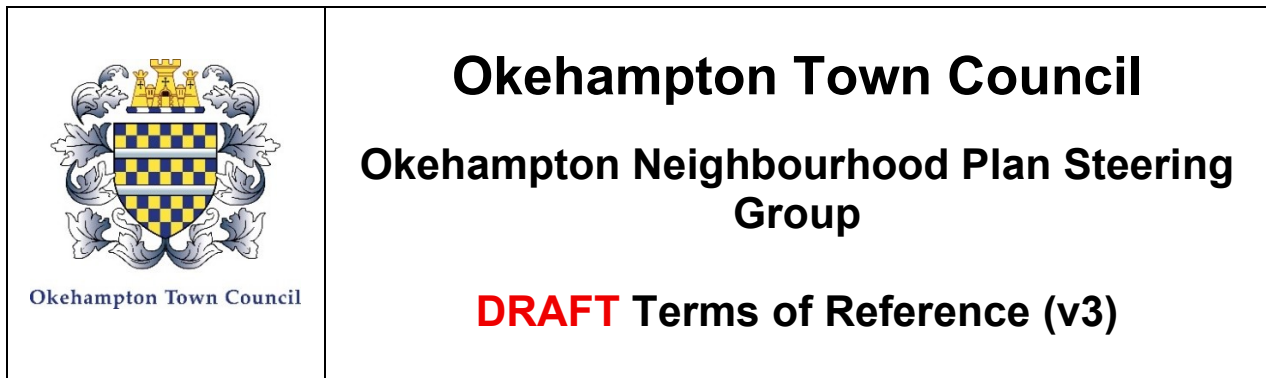 Okehampton Town Council
Okehampton Town Council
Okehampton Neighbourhood Plan Steering
Group
DRAFT Terms of Reference (v3)